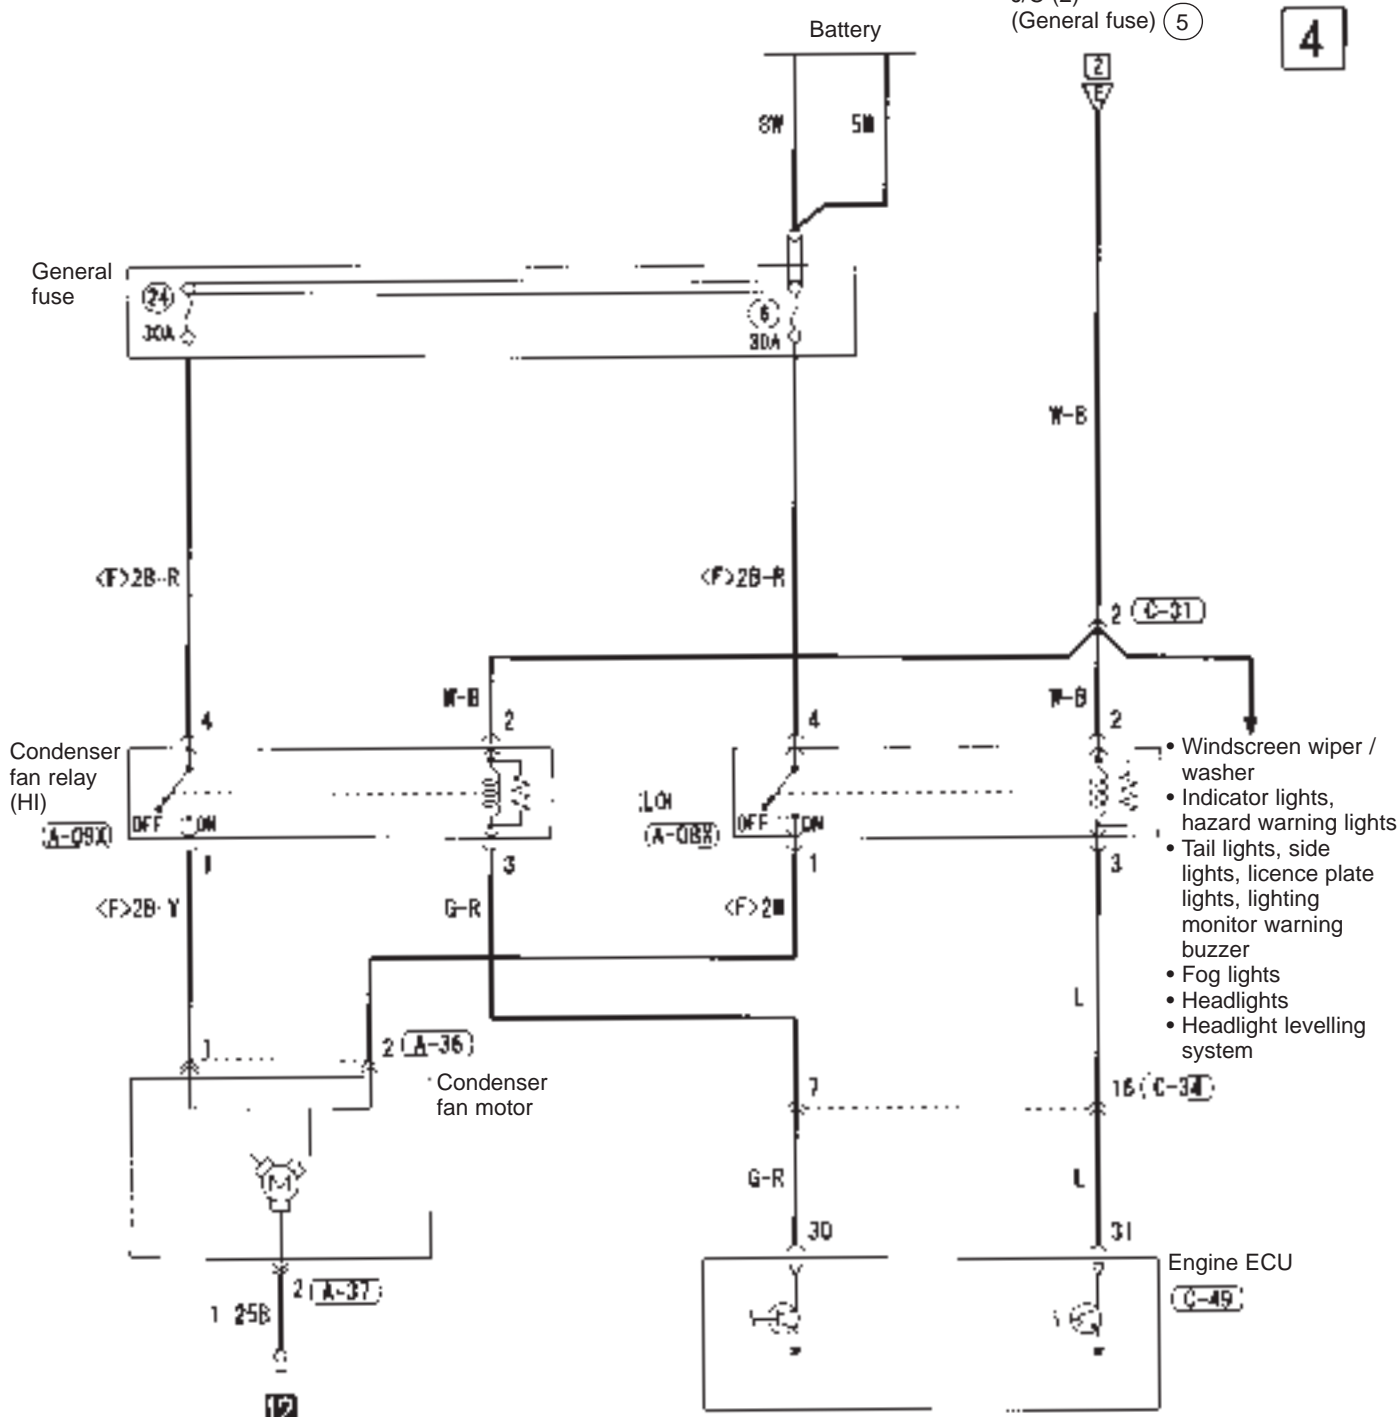 (General fuse) 5
4
Battery
2
E
8W
5W
General
fuse
24
30A
6
30A
W-B
<F>2B-R
<F>2B-R
2 (C-31)
W-B
W-B
4
2
4
2
Condenser
fan relay
(HI)
OFF ON
A-09X
OFF ON
A-08X
1
3
1
3
• Windscreen wiper /
washer
• Indicator lights,
hazard warning lights
• Tail lights, side
lights, licence plate
lights, lighting
monitor warning
buzzer
• Fog lights
• Headlights
• Headlight levelling
system
<F>2B-Y
G-R
<F>2W
L
1
2 A-36
Condenser
fan motor
7
16 C-34
M
G-R
L
30
31
Engine ECU
C-49
2 A-37
1 25B
12